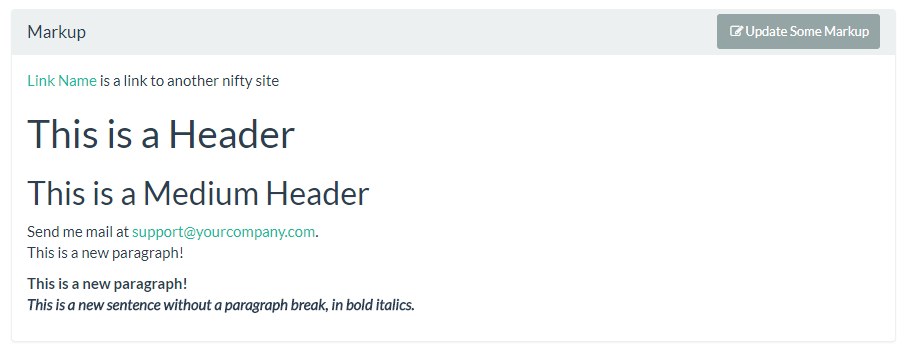 Markup
Update Some Markup
Link Name is a link to another nifty site
This is a Header
This is a Medium Header
Send me mail at support@yourcompany.com.
This is a new paragraph!
This is a new paragraph!
This is a new sentence without a paragraph break, in bold italics.